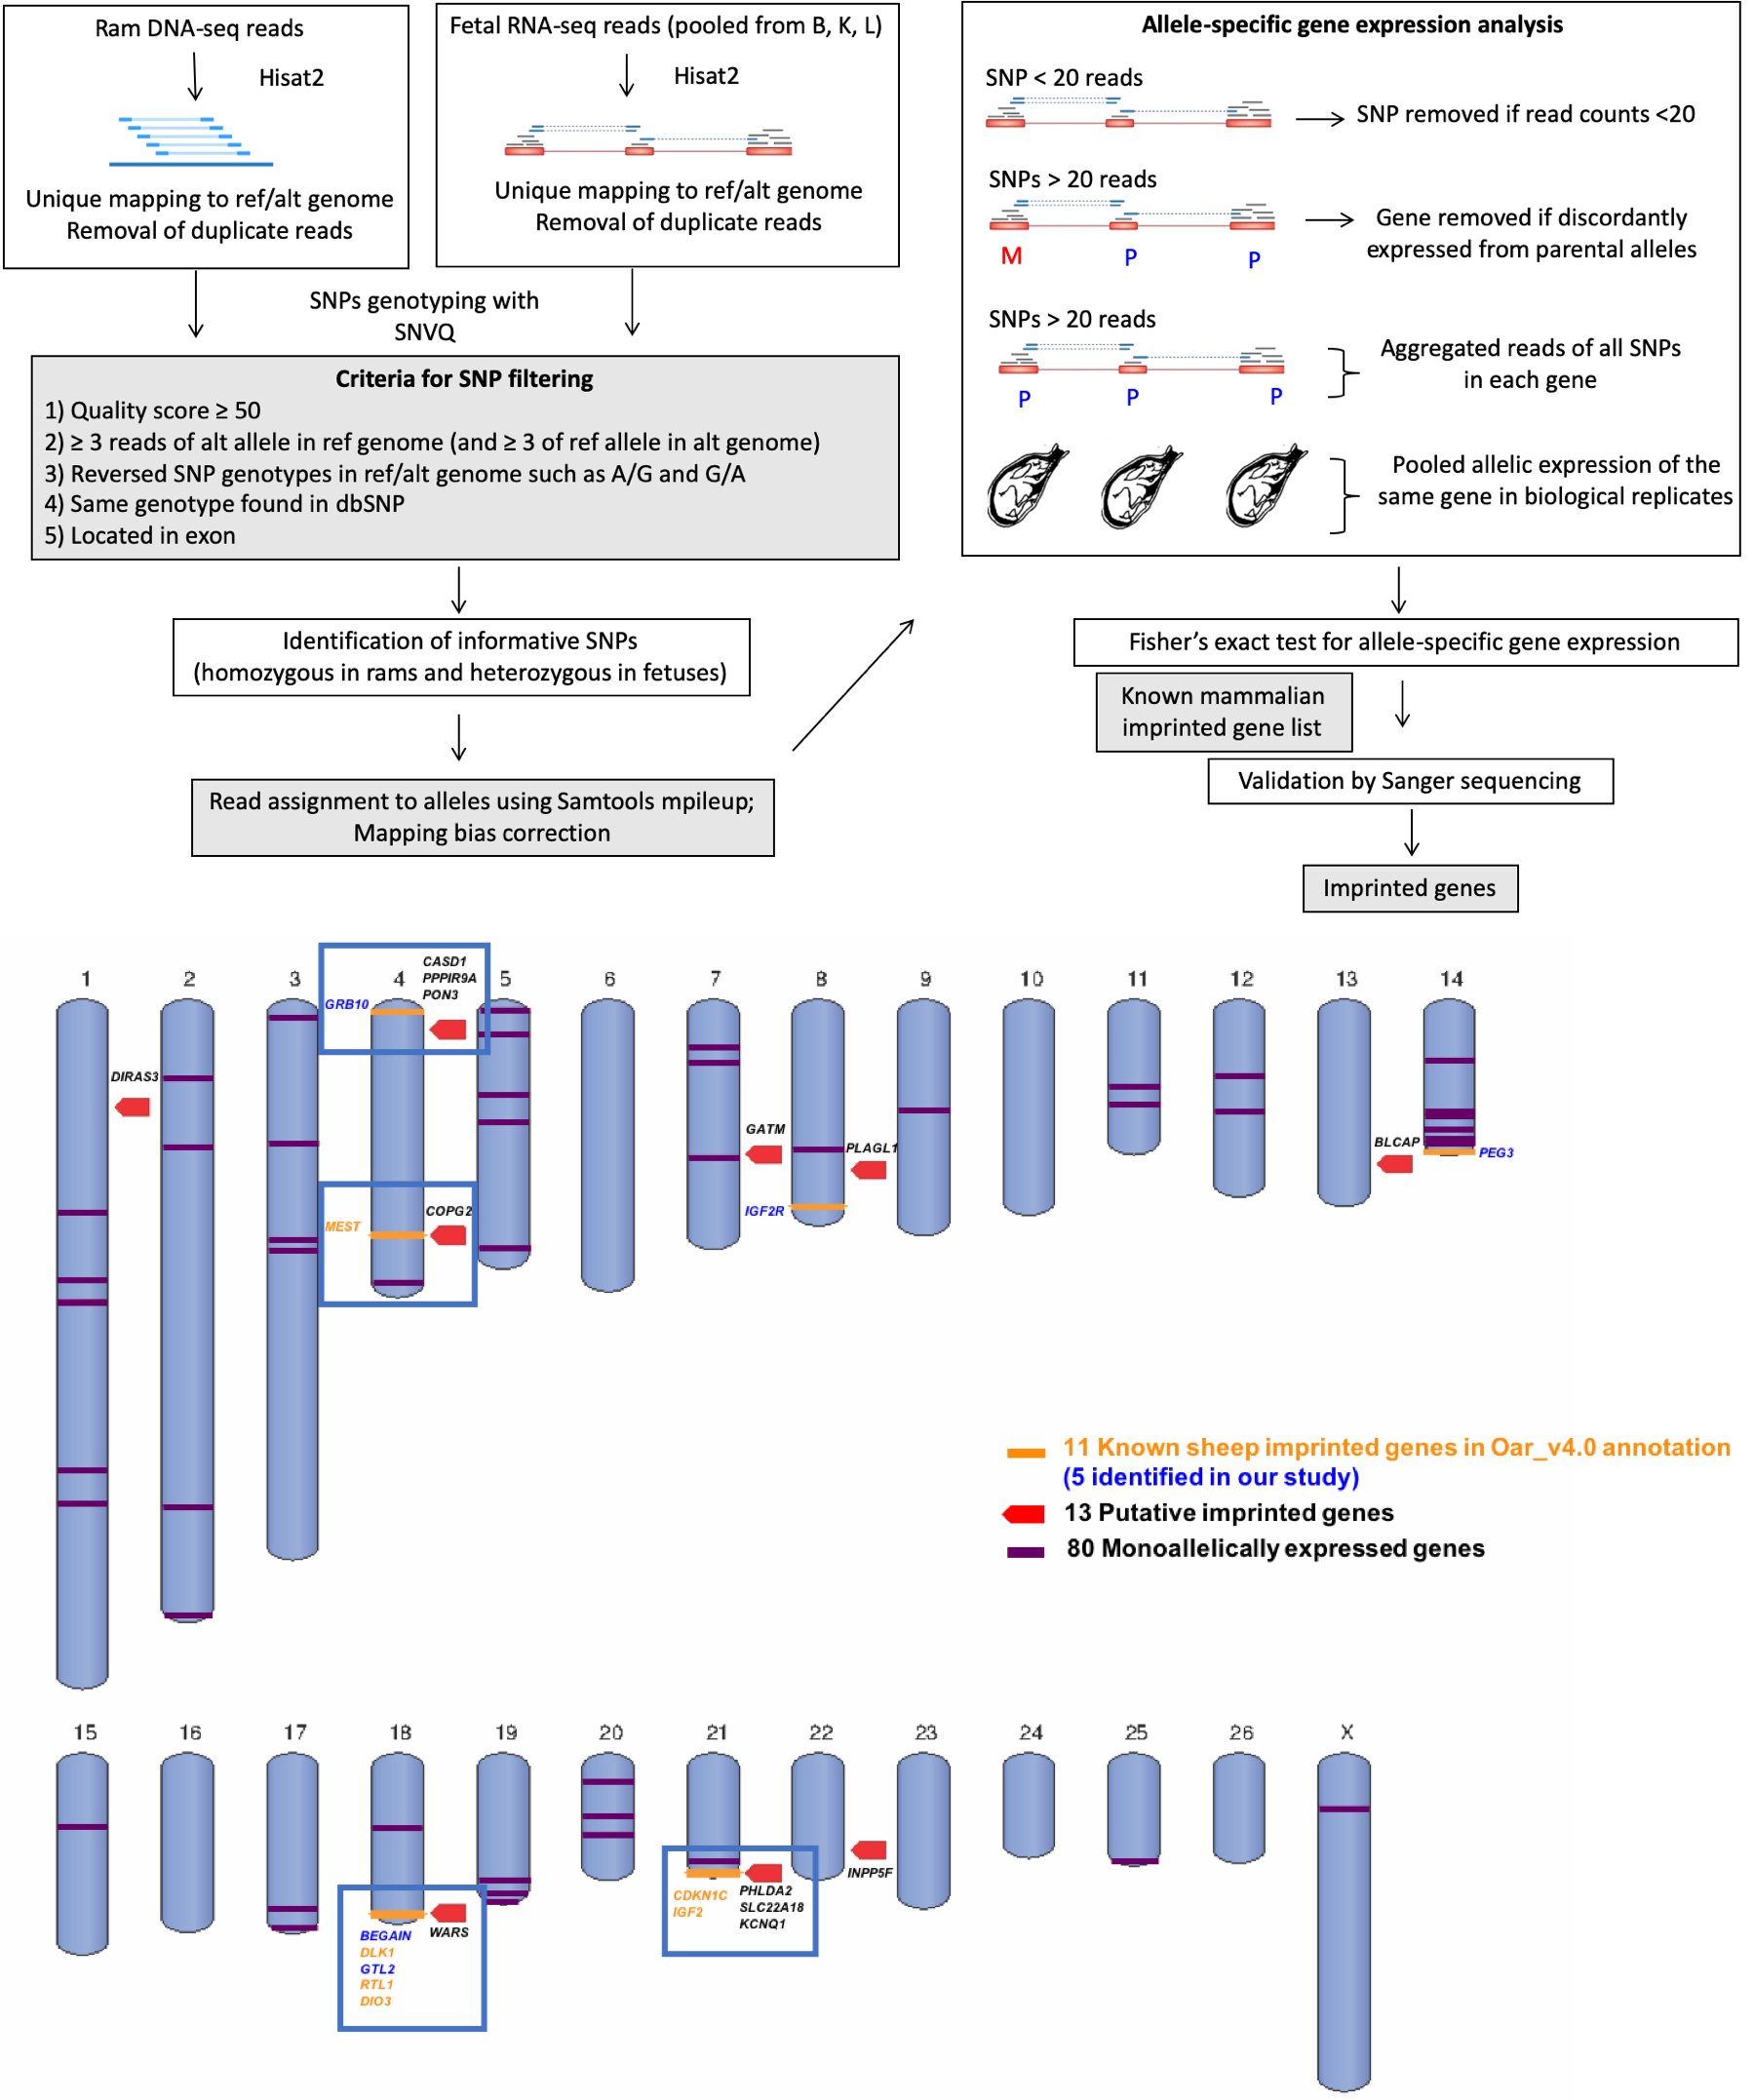 Ram DNA-seq reads
Hisat2
Unique mapping to ref/alt genome
Removal of duplicate reads
Fetal RNA-seq reads (pooled from B, K, L)
Hisat2
Unique mapping to ref/alt genome
Removal of duplicate reads
SNPs genotyping with
SNVQ
Criteria for SNP filtering
1) Quality score ≥ 50
2) ≥ 3 reads of alt allele in ref genome (and ≥ 3 of ref allele in alt genome)
3) Reversed SNP genotypes in ref/alt genome such as A/G and G/A
4) Same genotype found in dbSNP
5) Located in exon
Identification of informative SNPs
(homozygous in rams and heterozygous in fetuses)
Read assignment to alleles using Samtools mpileup;
Mapping bias correction
Allele-specific gene expression analysis
SNP < 20 reads
SNP removed if read counts <20
SNPs > 20 reads
Gene removed if discordantly
expressed from parental alleles
M P P
SNPs > 20 reads
Aggregated reads of all SNPs
in each gene
P P P
Pooled allelic expression of the
same gene in biological replicates
Fisher's exact test for allele-specific gene expression
Known mammalian
imprinted gene list
Validation by Sanger sequencing
Imprinted genes
1 2 3 4 5 6 7 8 9 10 11 12 13 14
CASD1
PPPIR9A
PON3
GRB10
DIRAS3
GATM
PLAGL1
BLCAP
PEG3
MEST
COPG2
IGF2R
11 Known sheep imprinted genes in Oar_v4.0 annotation
(5 identified in our study)
13 Putative imprinted genes
80 Monoallelically expressed genes
15 16 17 18 19 20 21 22 23 24 25 26 X
INPP5F
CDKN1C
IGF2
PHLDA2
SLC22A18
KCNQ1
WARS
BEGAIN
DLK1
GTL2
RTL1
DIO3